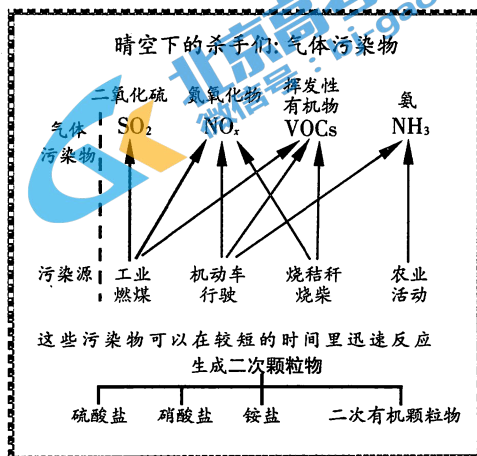 晴空下的杀手们:气体污染物
二氧化硫 氮氧化物 挥发性有机物 氨
气体污染物 SO₂ NOₓ VOCs NH₃
污染源 工业燃煤 机动车行驶 烧秸秆烧柴 农业活动
这些污染物可以在较短的时间里迅速反应
生成二次颗粒物
硫酸盐 硝酸盐 铵盐 二次有机颗粒物